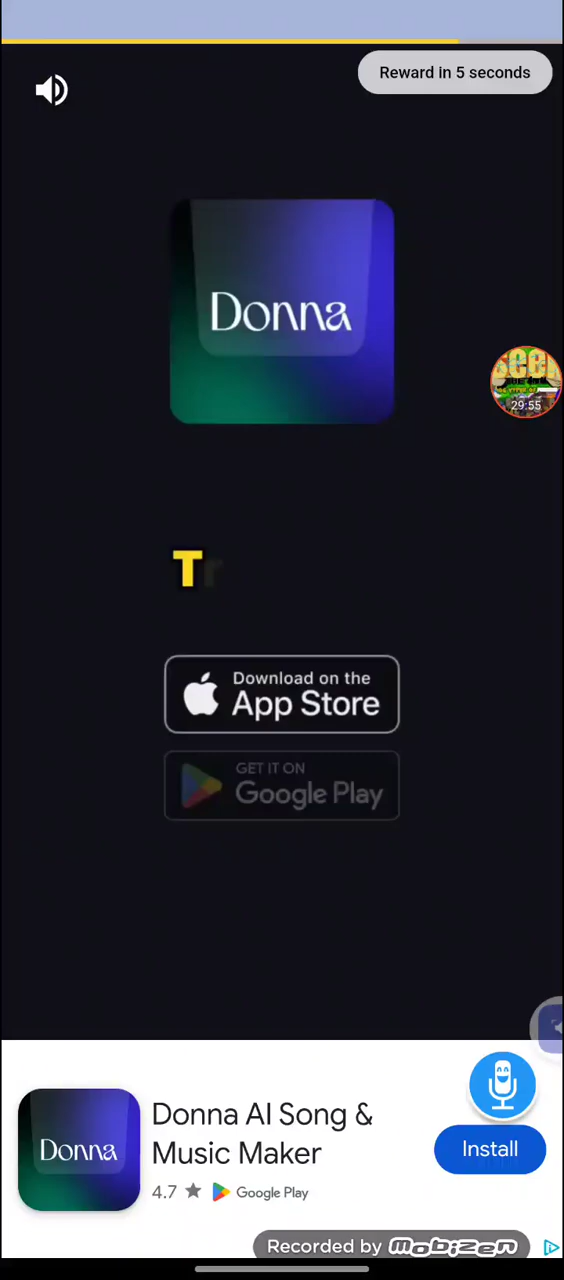 Reward in 5 seconds
Donna
29:55
Tr
Download on the
App Store
GET IT ON
Google Play
Donna
Donna AI Song &
Music Maker
Install
4.7 ★ Google Play
Recorded by Mobizen